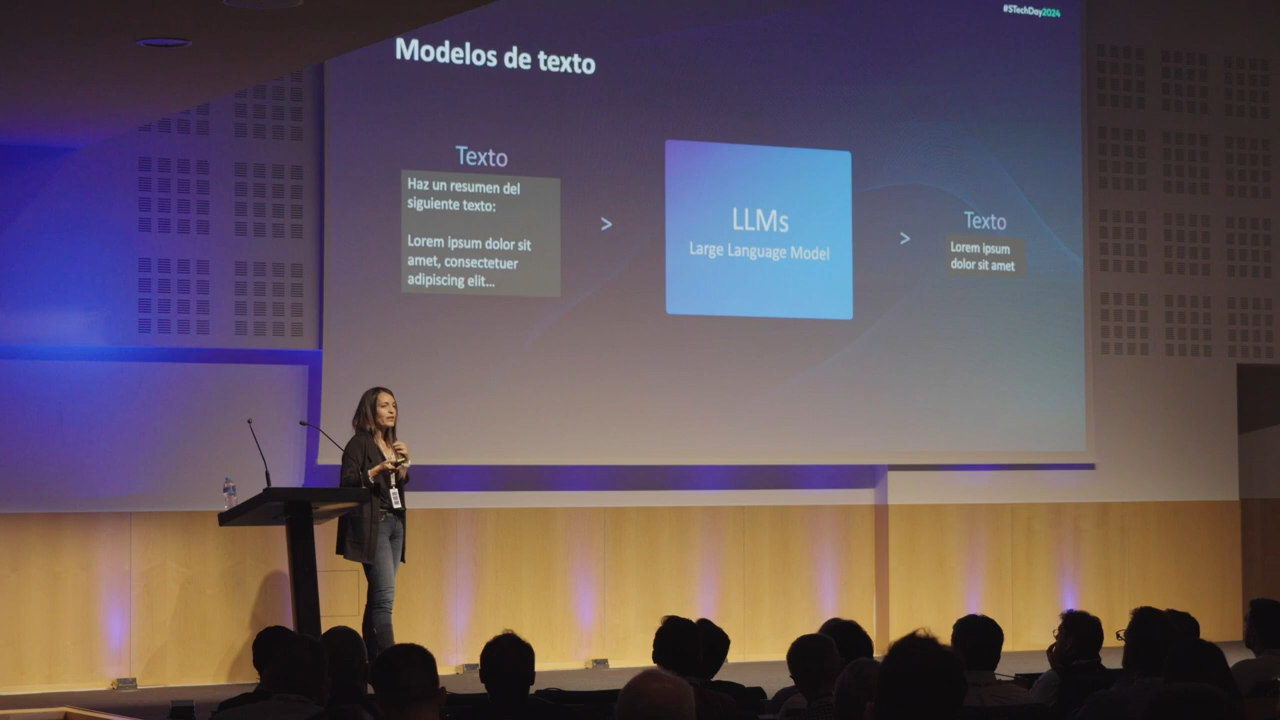 #STechDay2024
Modelos de texto
Texto
Haz un resumen del
siguiente texto:
Lorem ipsum dolor sit
amet, consectetuer
adipiscing elit...
>
LLMs
Large Language Model
>
Texto
Lorem ipsum
dolor sit amet